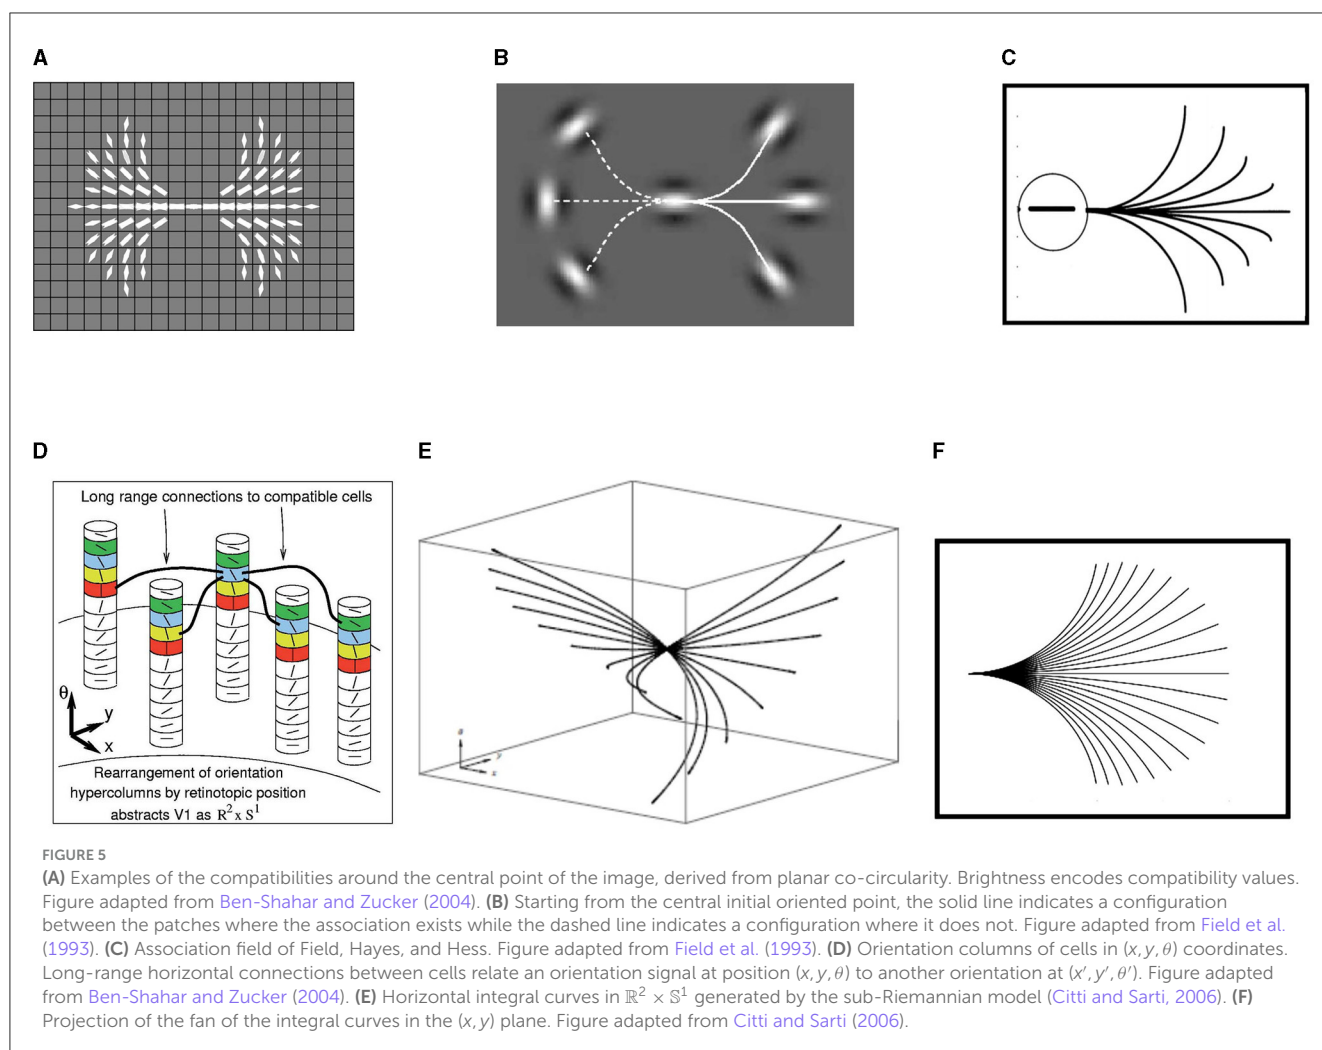 A
B
C
D
Long range connections to compatible cells
θ
y
x
Rearrangement of orientation
hypercolumns by retinotopic position
abstracts V1 as R² x S¹
E
y
x
F
FIGURE 5
(A) Examples of the compatibilities around the central point of the image, derived from planar co-circularity. Brightness encodes compatibility values.
Figure adapted from Ben-Shahar and Zucker (2004). (B) Starting from the central initial oriented point, the solid line indicates a configuration
between the patches where the association exists while the dashed line indicates a configuration where it does not. Figure adapted from Field et al.
(1993). (C) Association field of Field, Hayes, and Hess. Figure adapted from Field et al. (1993). (D) Orientation columns of cells in (x, y, θ) coordinates.
Long-range horizontal connections between cells relate an orientation signal at position (x, y, θ) to another orientation at (x′, y′, θ′). Figure adapted
from Ben-Shahar and Zucker (2004). (E) Horizontal integral curves in ℝ² × 𝕊¹ generated by the sub-Riemannian model (Citti and Sarti, 2006). (F)
Projection of the fan of the integral curves in the (x, y) plane. Figure adapted from Citti and Sarti (2006).